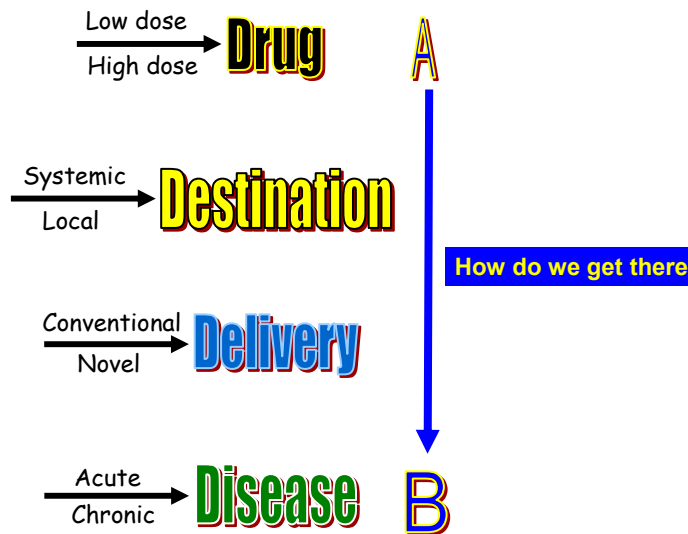 Low dose
High dose
Drug
A
Systemic
Local
Destination
How do we get there
Conventional
Novel
Delivery
Acute
Chronic
Disease
B